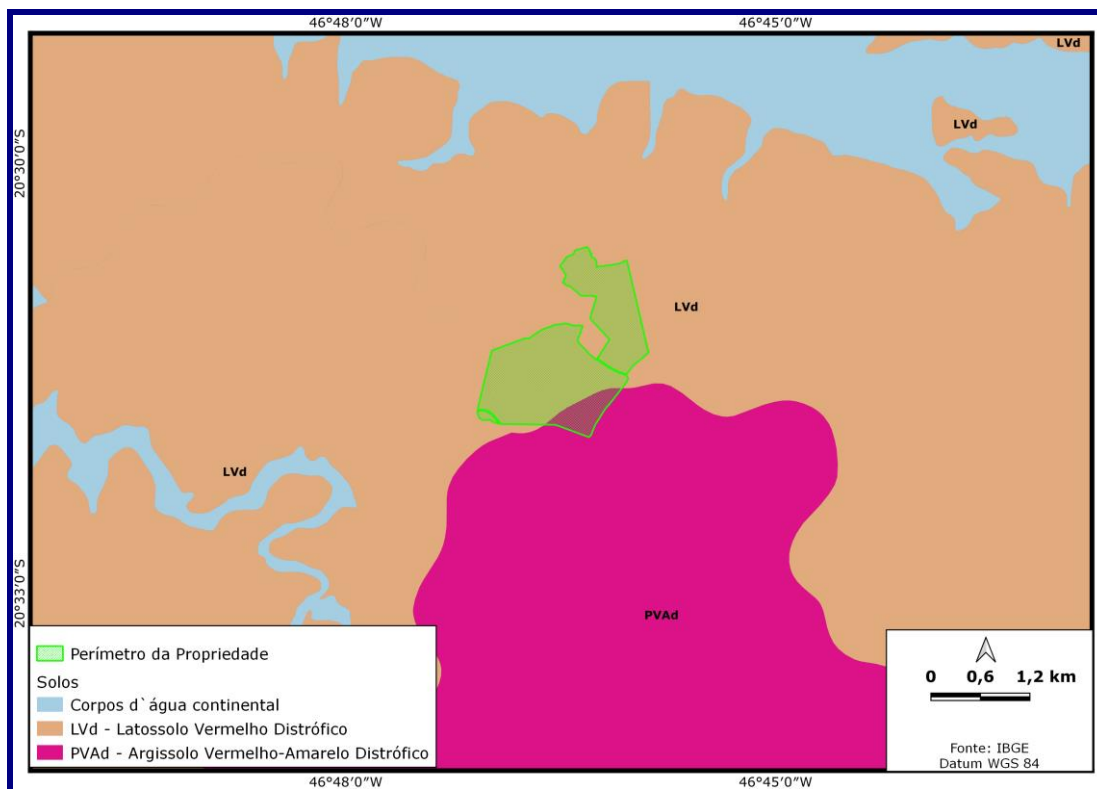 46°48'0"W 46°45'0"W
LVd
LVd
20°30'0"S
LVd
LVd
20°33'0"S
PVAd
Perímetro da Propriedade
Solos
Corpos d`água continental
LVd - Latossolo Vermelho Distrófico
PVAd - Argissolo Vermelho-Amarelo Distrófico
0 0,6 1,2 km
Fonte: IBGE
Datum WGS 84
46°48'0"W 46°45'0"W